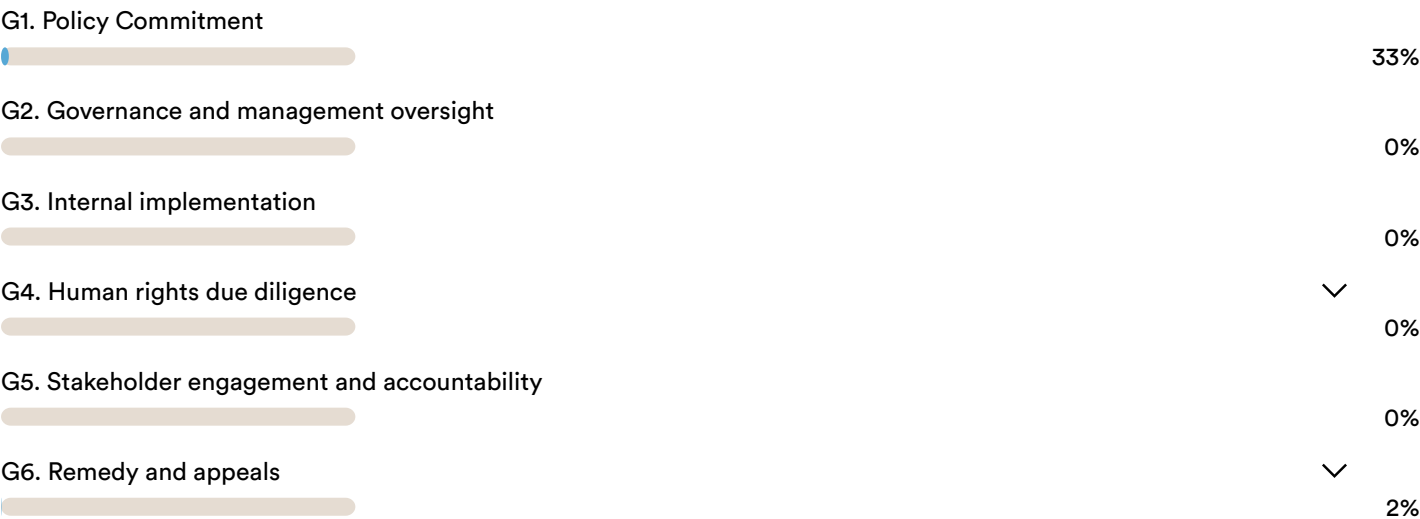 G1. Policy Commitment
33%
G2. Governance and management oversight
0%
G3. Internal implementation
0%
G4. Human rights due diligence
0%
G5. Stakeholder engagement and accountability
0%
G6. Remedy and appeals
2%